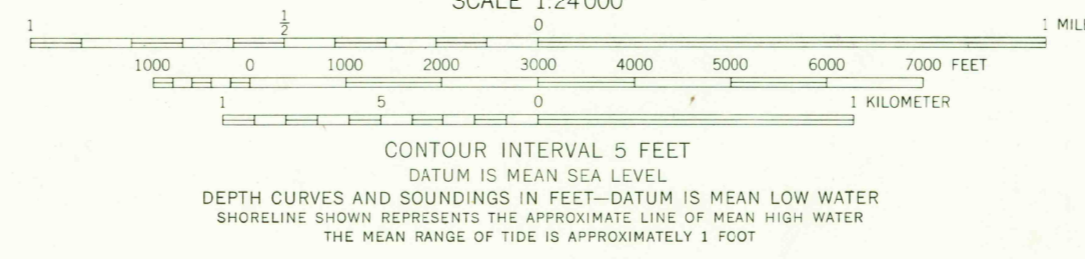 SCALE 1:24 000
1 1/2 0 1 MILE
1000 0 1000 2000 3000 4000 5000 6000 7000 FEET
1 5 0 1 KILOMETER
CONTOUR INTERVAL 5 FEET
DATUM IS MEAN SEA LEVEL
DEPTH CURVES AND SOUNDINGS IN FEET—DATUM IS MEAN LOW WATER
SHORELINE SHOWN REPRESENTS THE APPROXIMATE LINE OF MEAN HIGH WATER
THE MEAN RANGE OF TIDE IS APPROXIMATELY 1 FOOT